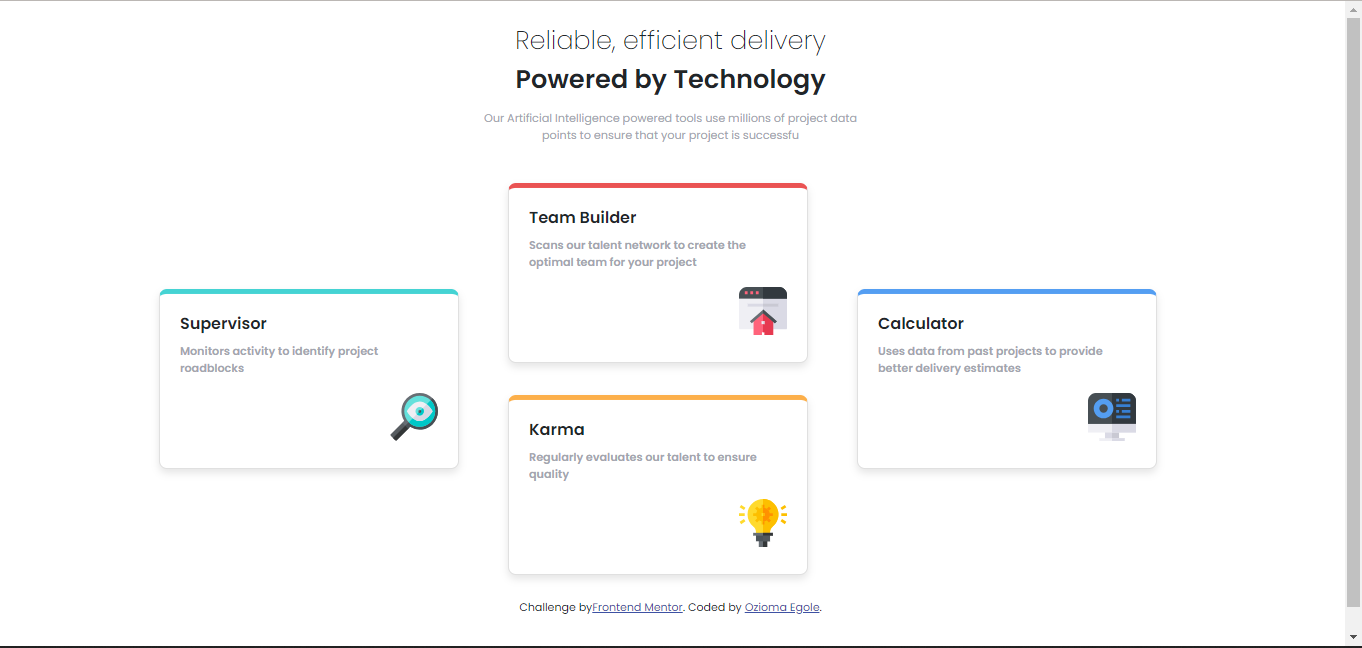 Reliable, efficient delivery
Powered by Technology
Our Artificial Intelligence powered tools use millions of project data
points to ensure that your project is successfu
Team Builder
Scans our talent network to create the
optimal team for your project
Supervisor
Monitors activity to identify project
roadblocks
Calculator
Uses data from past projects to provide
better delivery estimates
Karma
Regularly evaluates our talent to ensure
quality
Challenge byFrontend Mentor. Coded by Ozioma Egole.